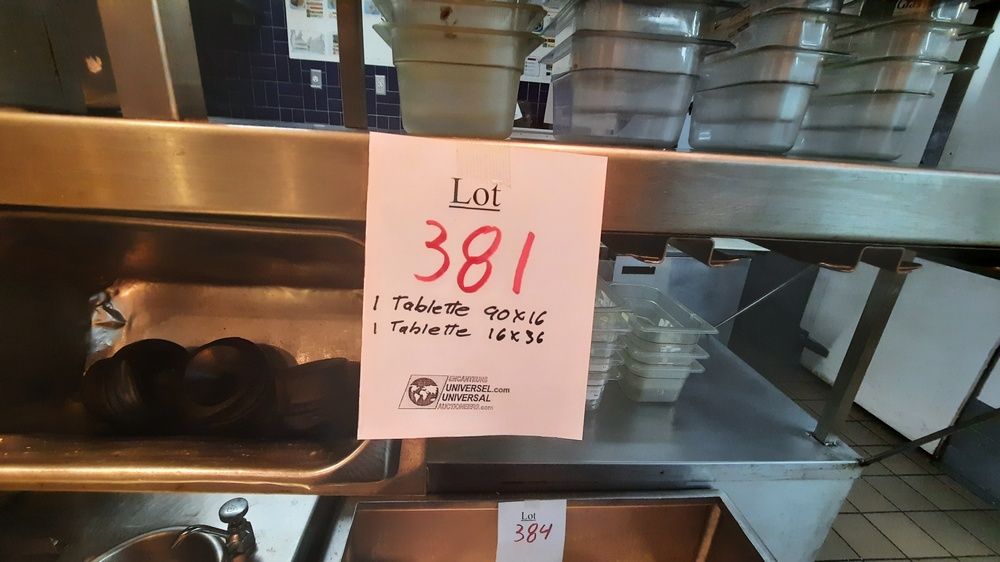 Lot
381
1 Tablette 90x16
1 Tablette 16x36
ENCANTEURS
UNIVERSEL.com
UNIVERSAL
AUCTIONEERS.com
Lot
384